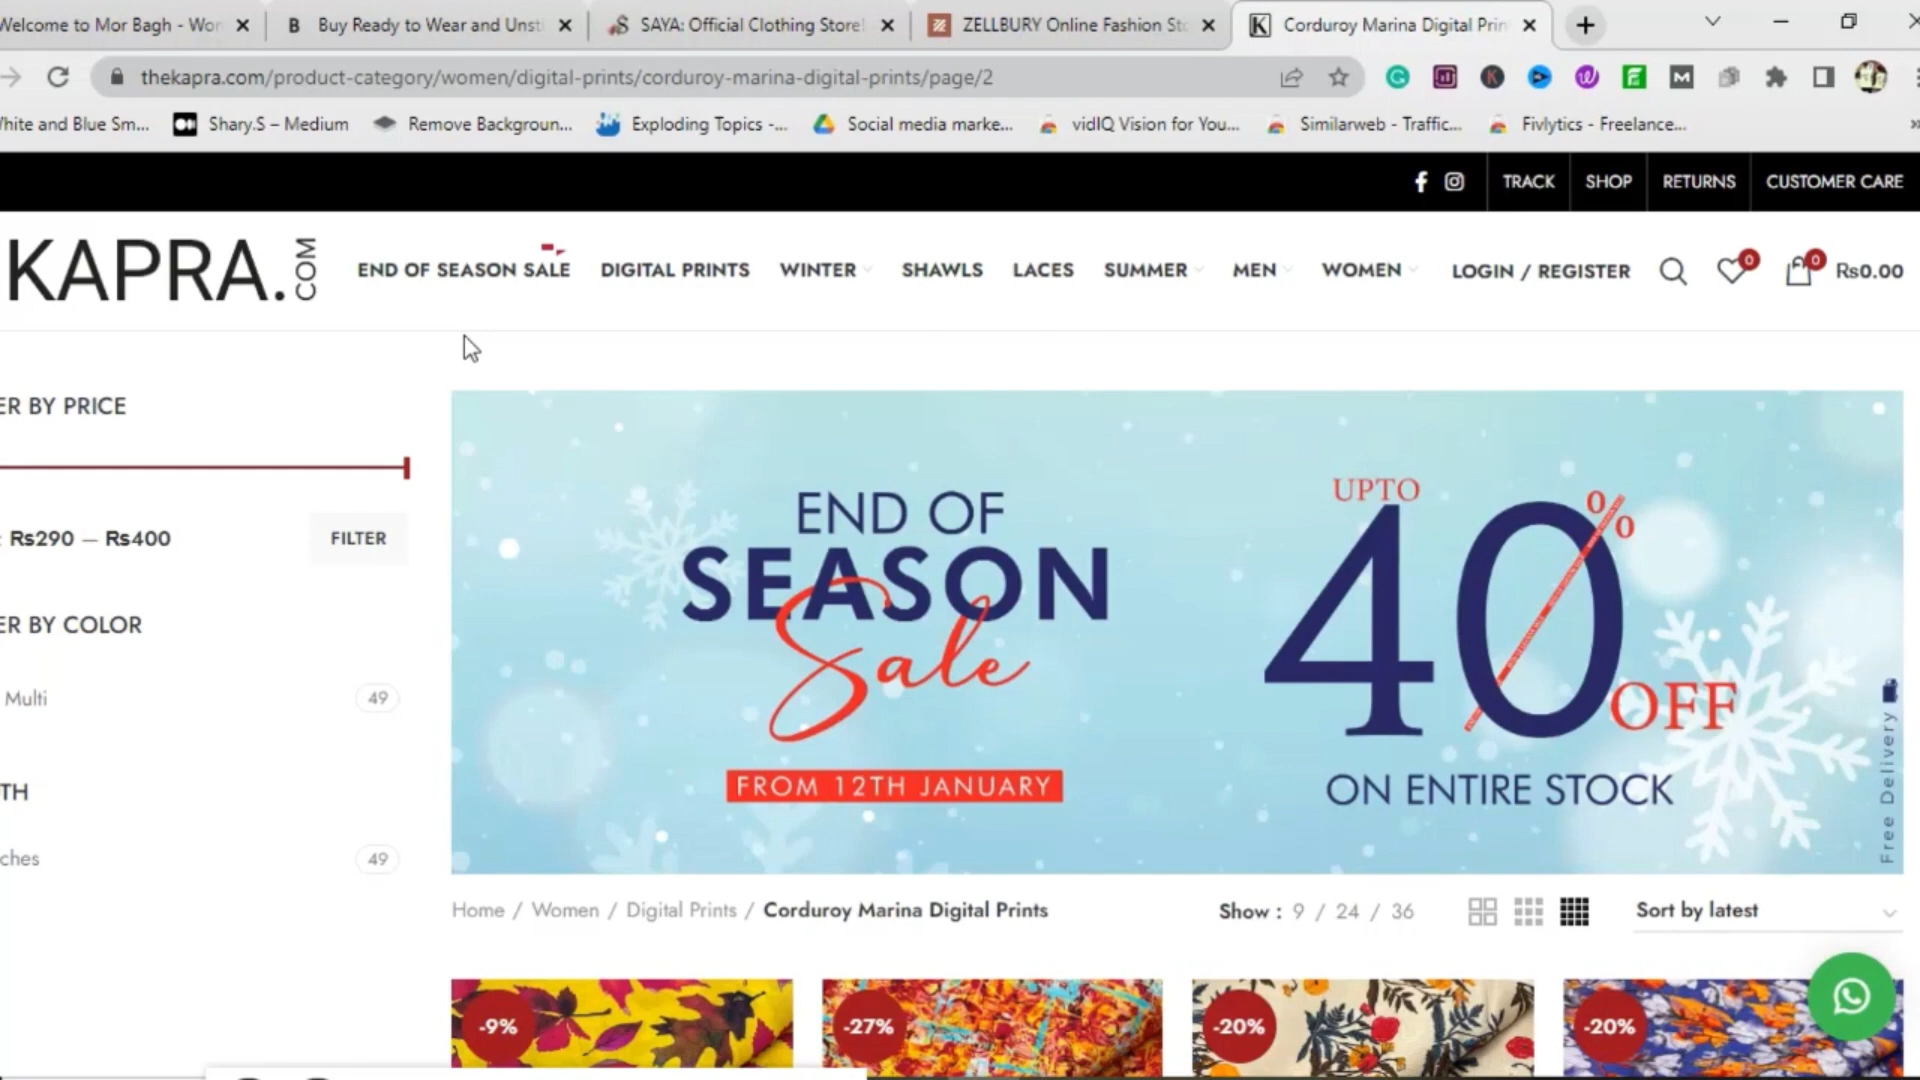 Welcome to Mor Bagh - Wor
B Buy Ready to Wear and Unsti
SAYA: Official Clothing Store!
ZELLBURY Online Fashion Sto
Corduroy Marina Digital Prin
thekapra.com/product-category/women/digital-prints/corduroy-marina-digital-prints/page/2
hite and Blue Sm...
Shary.S – Medium
Remove Backgroun...
Exploding Topics -...
Social media marke...
vidIQ Vision for You...
Similarweb - Traffic...
Fivlytics - Freelance...
TRACK
SHOP
RETURNS
CUSTOMER CARE
KAPRA.COM
END OF SEASON SALE
DIGITAL PRINTS
WINTER
SHAWLS
LACES
SUMMER
MEN
WOMEN
LOGIN / REGISTER
0
0
₨0.00
ER BY PRICE
: ₨290 — ₨400
FILTER
ER BY COLOR
Multi
49
TH
ches
49
END OF
SEASON
Sale
FROM 12TH JANUARY
UPTO
40%
OFF
ON ENTIRE STOCK
Free Delivery
Home / Women / Digital Prints / Corduroy Marina Digital Prints
Show : 9 / 24 / 36
Sort by latest
-9%
-27%
-20%
-20%